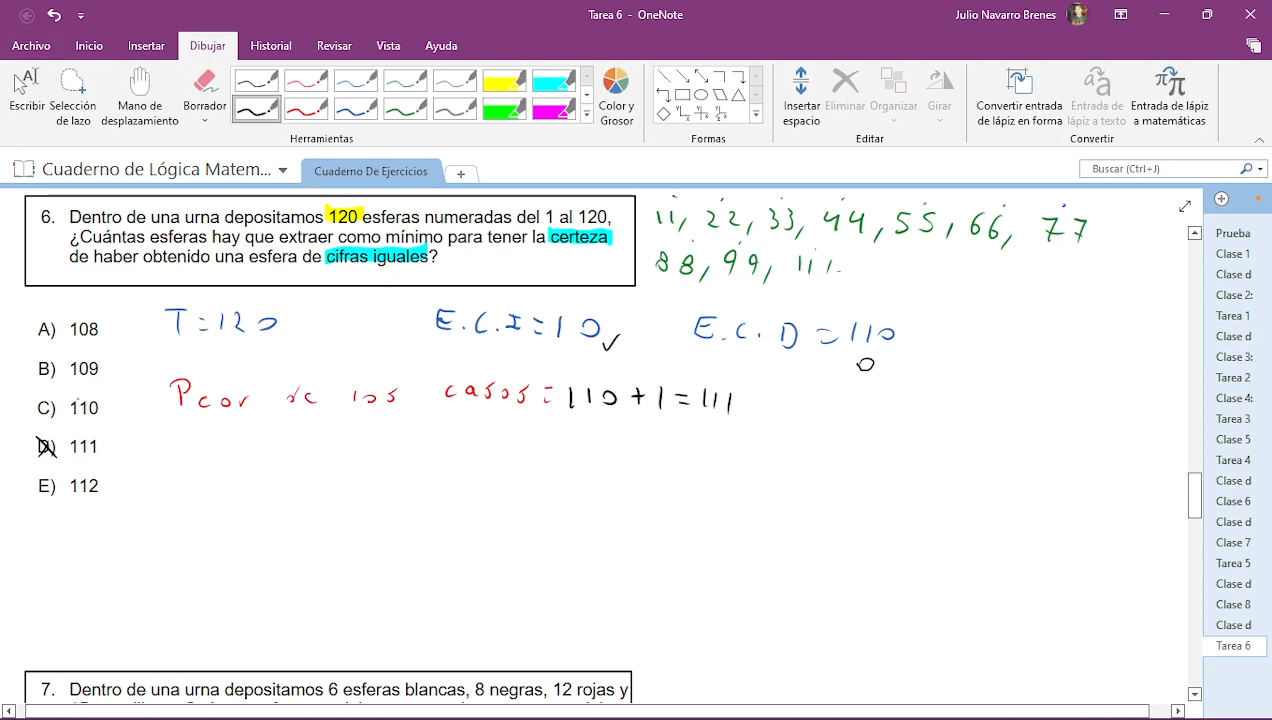 Tarea 6 - OneNote
Julio Navarro Brenes
Archivo Inicio Insertar Dibujar Historial Revisar Vista Ayuda
Escribir
Selección de lazo
Mano de desplazamiento
Borrador
Color y Grosor
Insertar espacio
Eliminar
Organizar
Girar
Convertir entrada de lápiz en forma
Entrada de lápiz a texto
Entrada de lápiz a matemáticas
Herramientas
Formas
Editar
Convertir
Cuaderno de Lógica Matem...
Cuaderno De Ejercicios
Buscar (Ctrl+J)
6. Dentro de una urna depositamos 120 esferas numeradas del 1 al 120,
¿Cuántas esferas hay que extraer como mínimo para tener la certeza
de haber obtenido una esfera de cifras iguales?
11, 22, 33, 44, 55, 66, 77
88, 99, 111.
T=120
E.C.I=10
E.C.D=110
0
Peor de los casos=110+1=111
A) 108
B) 109
C) 110
D) 111
E) 112
7. Dentro de una urna depositamos 6 esferas blancas, 8 negras, 12 rojas y
Prueba
Clase 1
Clase d
Clase 2:
Tarea 1
Clase d
Clase 3:
Tarea 2
Clase 4:
Tarea 3
Clase 5
Tarea 4
Clase d
Clase 6
Clase d
Clase 7
Tarea 5
Clase d
Clase 8
Clase d
Tarea 6